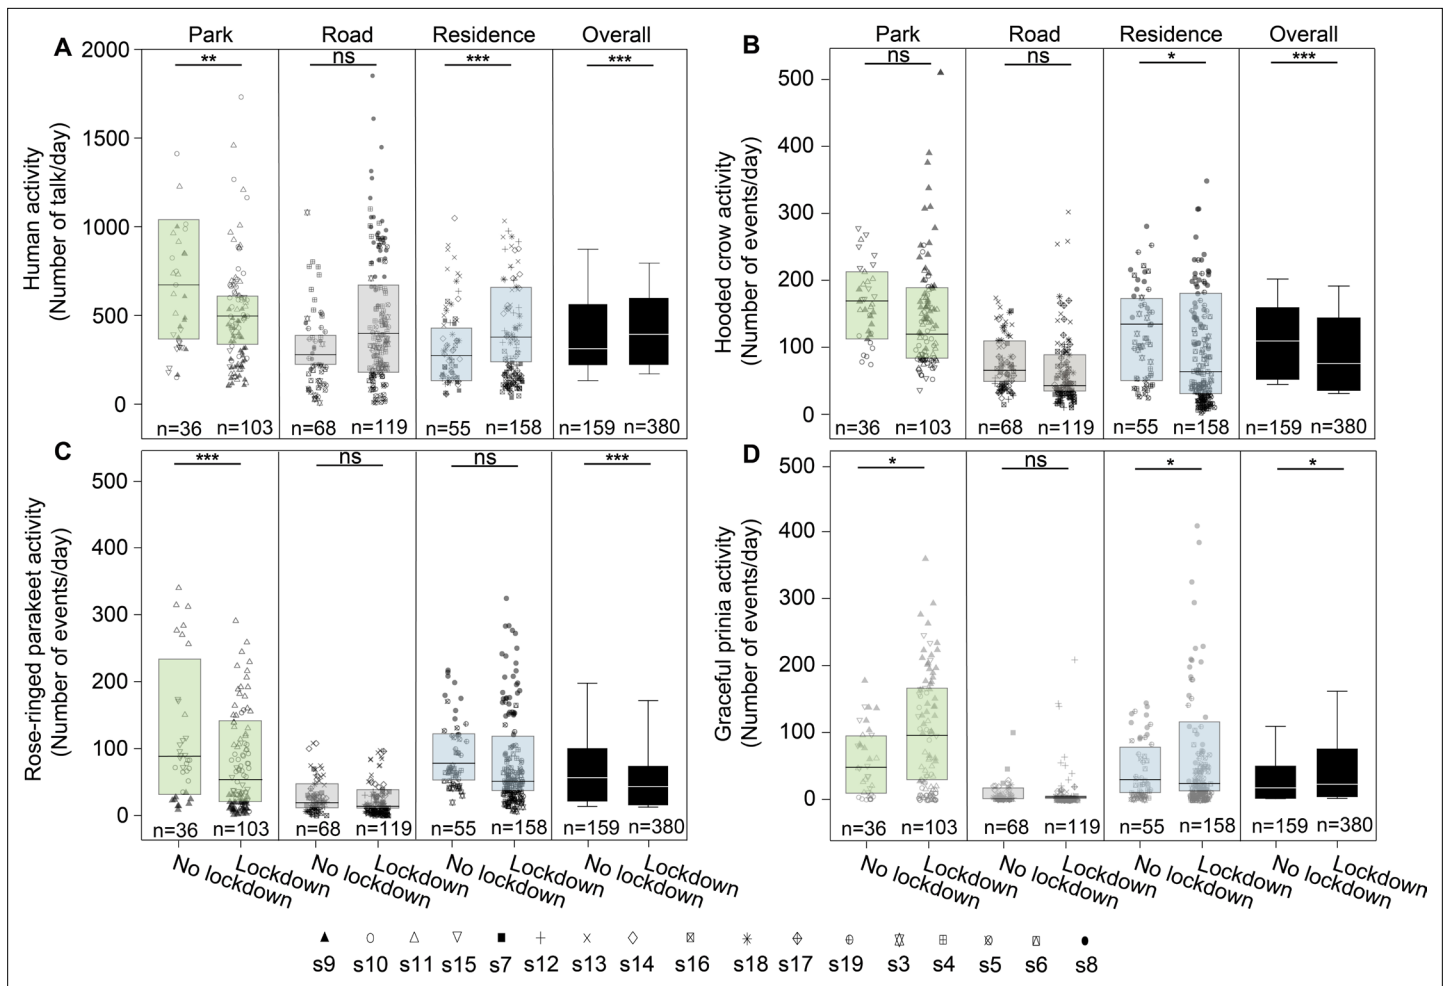 A
Park Road Residence Overall
** ns *** ***
Human activity
(Number of talk/day)
2000
1500
1000
500
0
n=36 n=103 n=68 n=119 n=55 n=158 n=159 n=380
B
Park Road Residence Overall
ns ns * ***
Hooded crow activity
(Number of events/day)
500
400
300
200
100
0
n=36 n=103 n=68 n=119 n=55 n=158 n=159 n=380
C
*** ns ns ***
Rose-ringed parakeet activity
(Number of events/day)
500
400
300
200
100
0
n=36 n=103 n=68 n=119 n=55 n=158 n=159 n=380
No lockdown Lockdown No lockdown Lockdown No lockdown Lockdown No lockdown Lockdown
D
* ns * *
Graceful prinia activity
(Number of events/day)
500
400
300
200
100
0
n=36 n=103 n=68 n=119 n=55 n=158 n=159 n=380
No lockdown Lockdown No lockdown Lockdown No lockdown Lockdown No lockdown Lockdown
s9 s10 s11 s15 s7 s12 s13 s14 s16 s18 s17 s19 s3 s4 s5 s6 s8